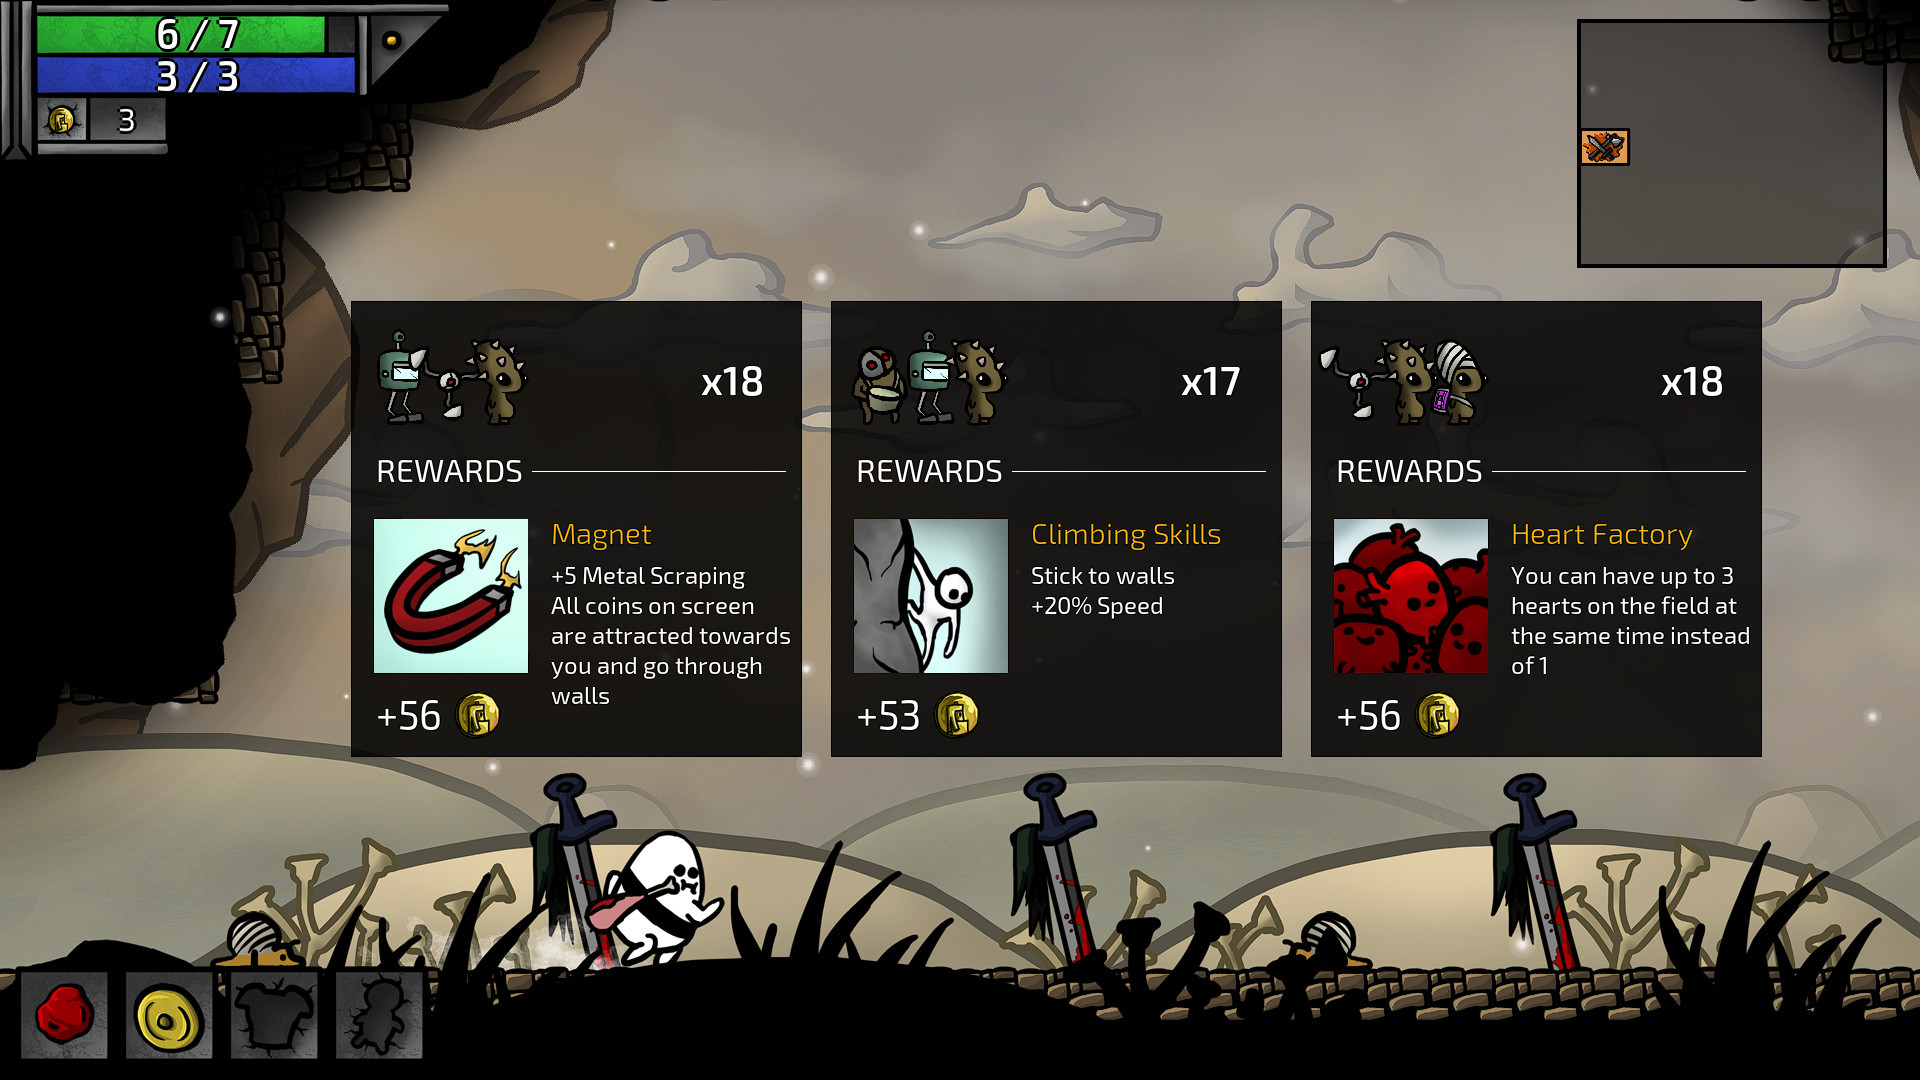 6 / 7
3 / 3
3
x18
REWARDS
Magnet
+5 Metal Scraping
All coins on screen
are attracted towards
you and go through
walls
+56
x17
REWARDS
Climbing Skills
Stick to walls
+20% Speed
+53
x18
REWARDS
Heart Factory
You can have up to 3
hearts on the field at
the same time instead
of 1
+56